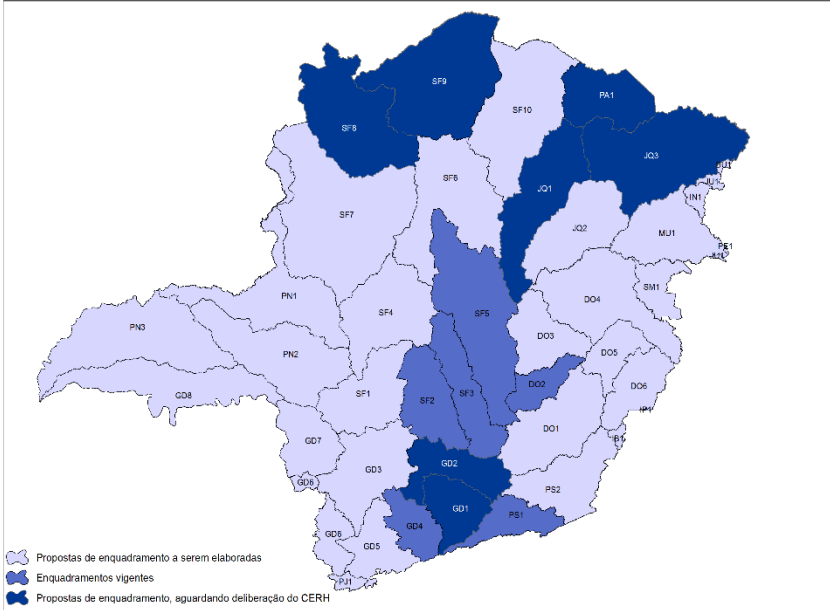 SF9
SF8
SF10
PA1
JQ3
JQ1
SF6
JU1
IN1
SF7
JQ2
MU1
PE1
SM1
PN1
DO4
SF4
SF5
PN3
DO3
PN2
DO5
DO2
DO6
GD8
SF1
SF2
SF3
IP1
DO1
GD7
IB1
GD2
GD3
GD6
PS2
GD1
PS1
GD4
GD6
GD5
PJ1
Propostas de enquadramento a serem elaboradas
Enquadramentos vigentes
Propostas de enquadramento, aguardando deliberação do CERH